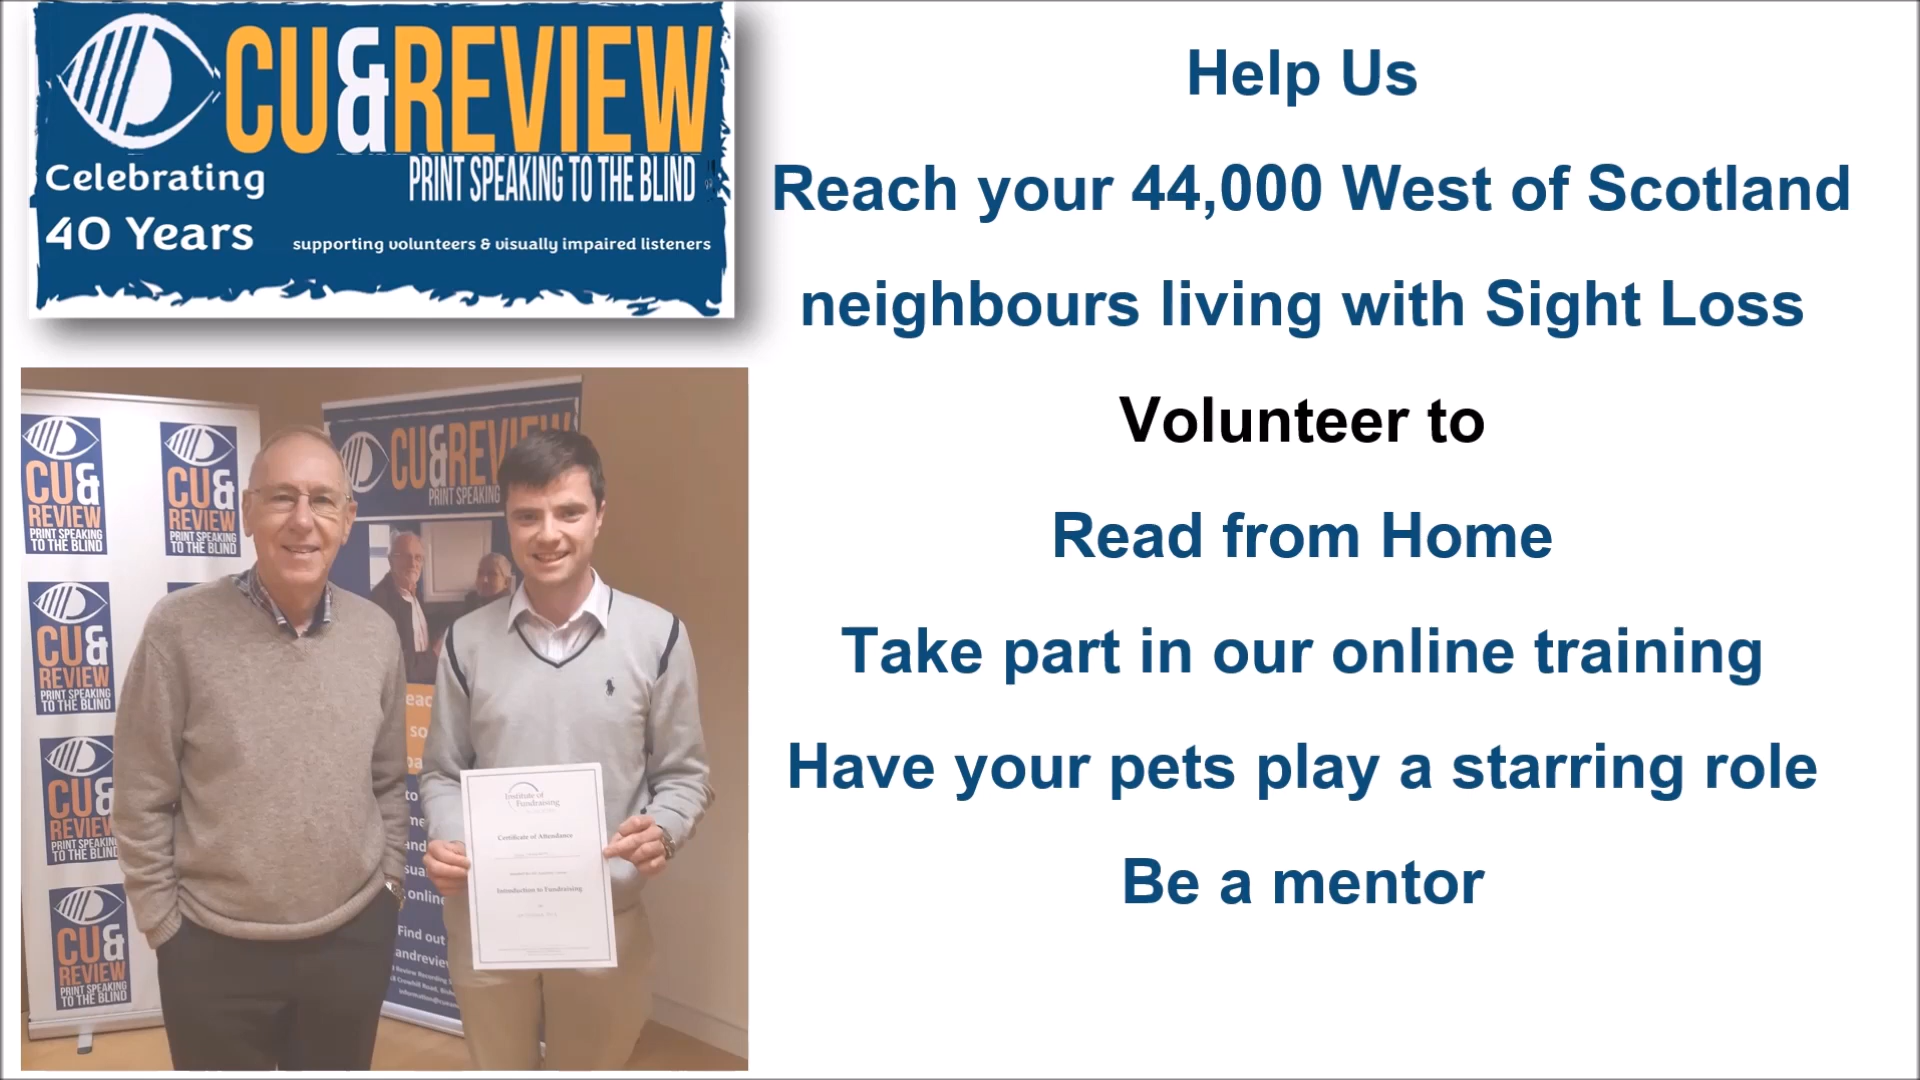 CU&REVIEW
PRINT SPEAKING TO THE BLIND
Celebrating
40 Years
supporting volunteers & visually impaired listeners
Help Us
Reach your 44,000 West of Scotland
neighbours living with Sight Loss
Volunteer to
Read from Home
Take part in our online training
Have your pets play a starring role
Be a mentor
CU&
REVIEW
PRINT SPEAKING
TO THE BLIND
CU&
REVIEW
PRINT SPEAKING
TO THE BLIND
CU&
REVIEW
PRINT SPEAKING
TO THE BLIND
CU&
REVIEW
PRINT SPEAKING
TO THE BLIND
CU&
REVIEW
PRINT SPEAKING
TO THE BLIND
CU&REVIEW
PRINT SPEAKING
online
Find out
Institute of
Fundraising
Certificate of Attendance
Introduction to Fundraising